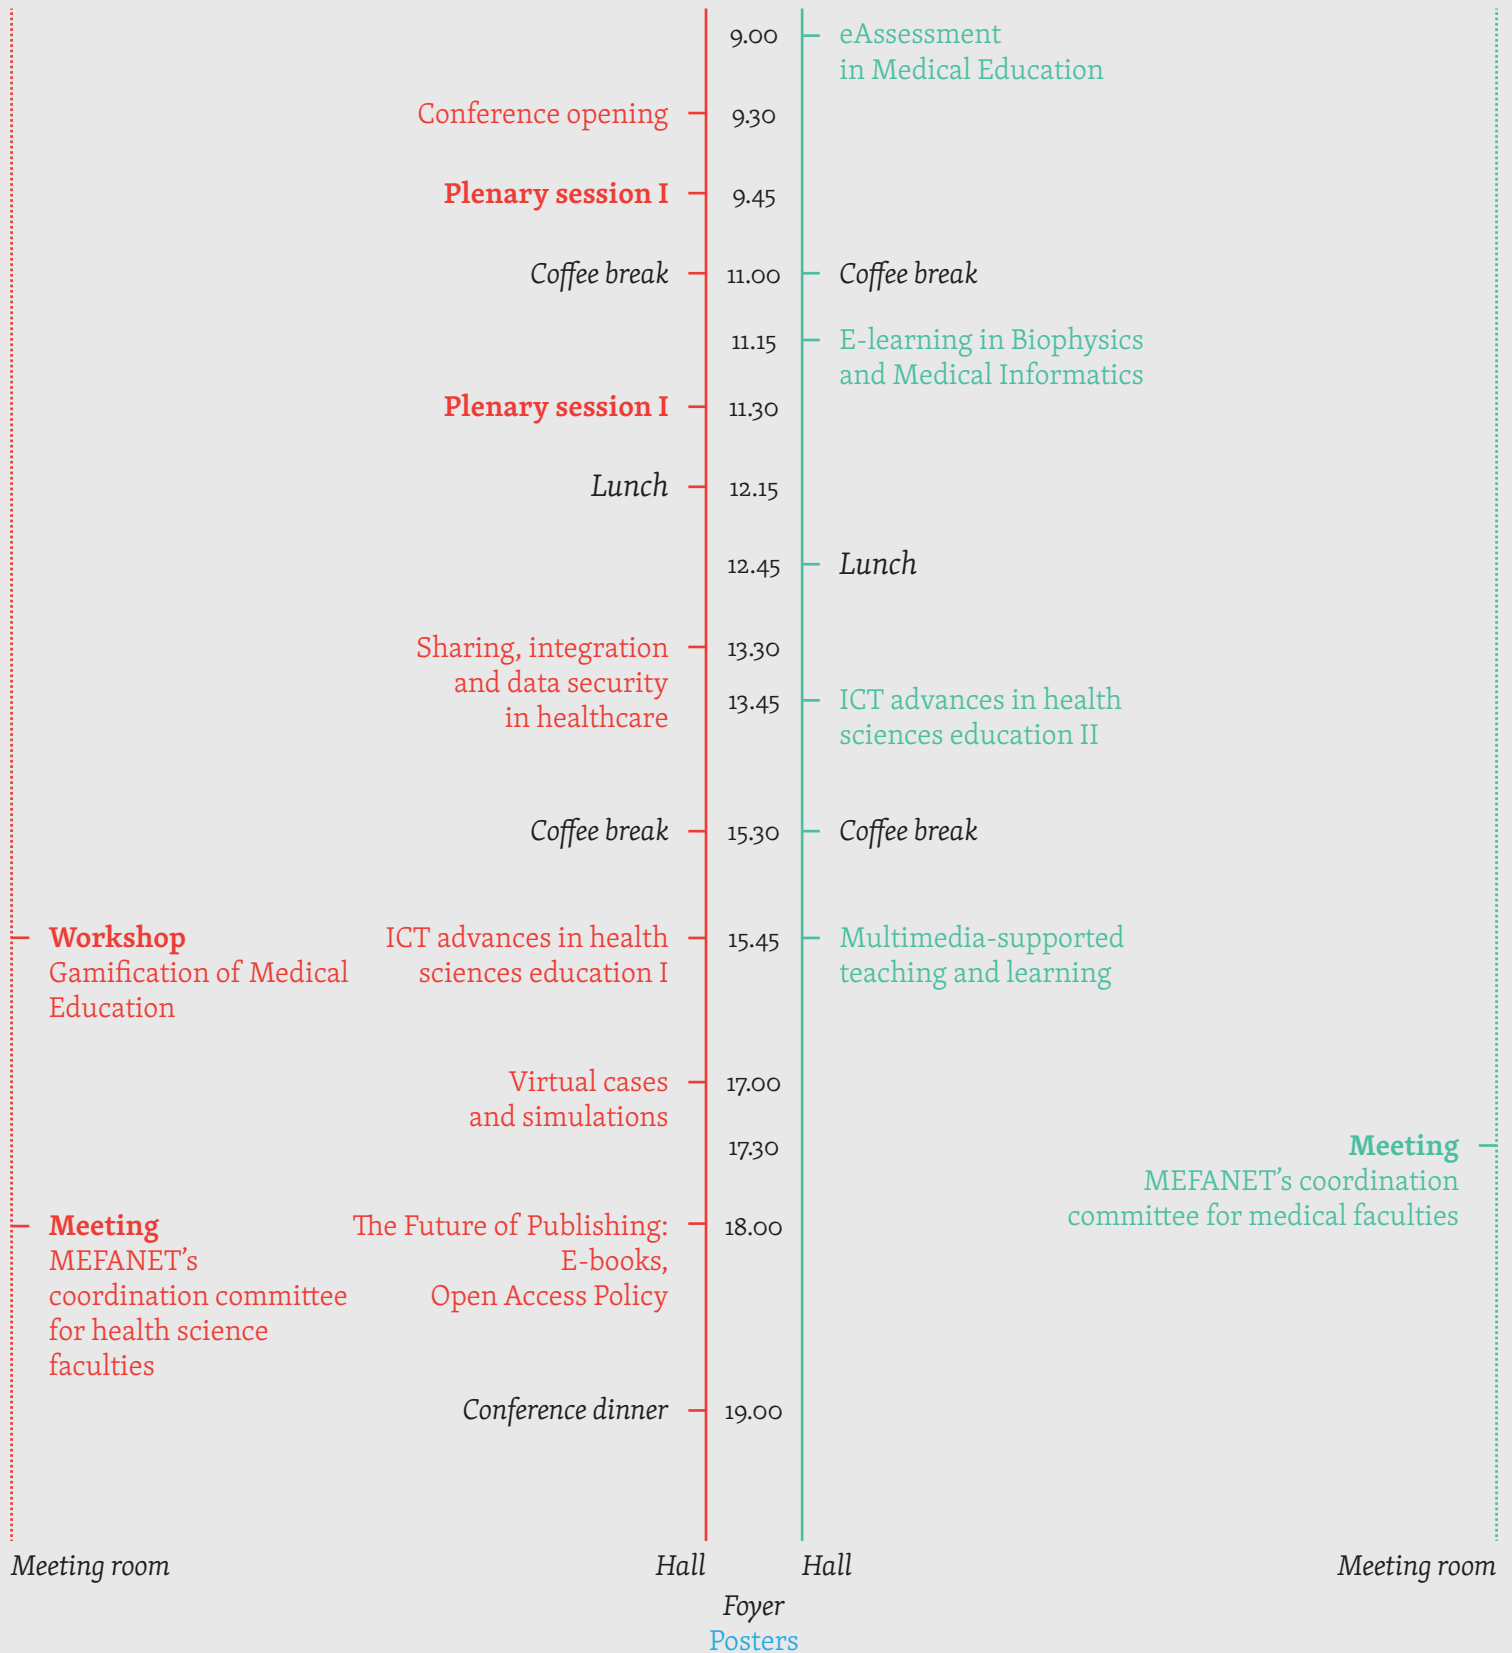 9.00
eAssessment
in Medical Education
Conference opening
9.30
Plenary session I
9.45
Coffee break
11.00
Coffee break
11.15
E-learning in Biophysics
and Medical Informatics
Plenary session I
11.30
Lunch
12.15
12.45
Lunch
Sharing, integration
and data security
in healthcare
13.30
13.45
ICT advances in health
sciences education II
Coffee break
15.30
Coffee break
Workshop
Gamification of Medical
Education
ICT advances in health
sciences education I
15.45
Multimedia-supported
teaching and learning
Virtual cases
and simulations
17.00
17.30
Meeting
MEFANET’s coordination
committee for medical faculties
Meeting
MEFANET’s
coordination committee
for health science
faculties
The Future of Publishing:
E-books,
Open Access Policy
18.00
Conference dinner
19.00
Meeting room
Hall
Hall
Meeting room
Foyer
Posters